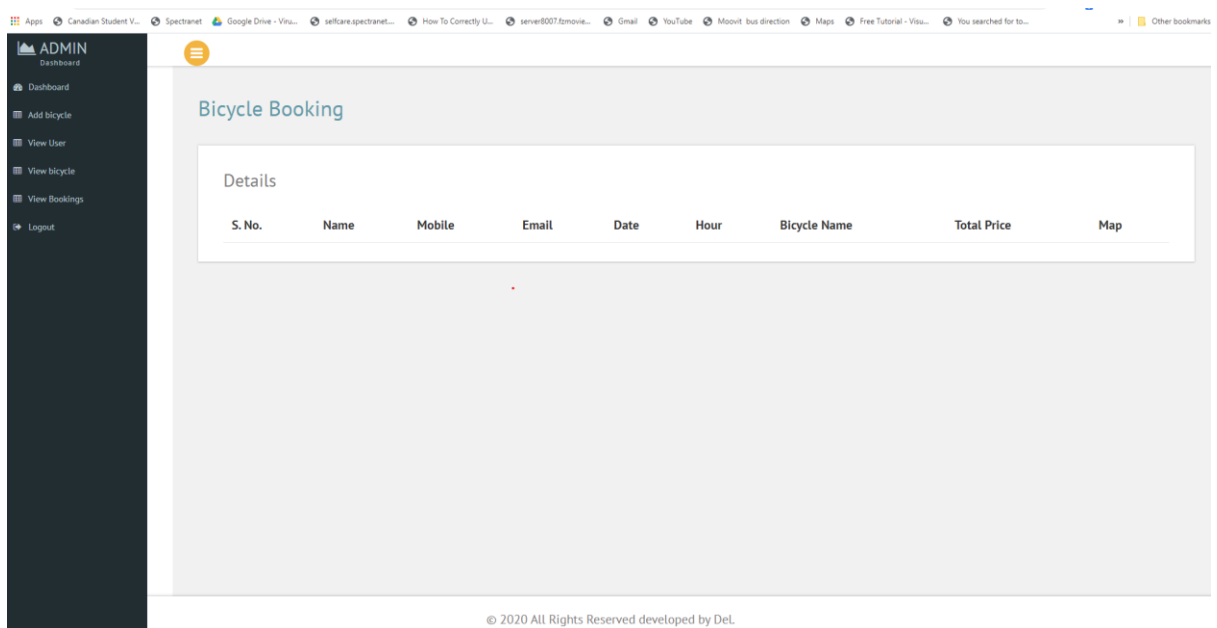 Apps Canadian Student V... Spectranet Google Drive - Viru... selfcare.spectranet.... How To Correctly U... server8007.fzmovie... Gmail YouTube Moovit bus direction Maps Free Tutorial - Visu... You searched for to... » Other bookmarks
ADMIN
Dashboard
Dashboard
Add bicycle
View User
View bicycle
View Bookings
Logout
Bicycle Booking
Details
S. No. Name Mobile Email Date Hour Bicycle Name Total Price Map
© 2020 All Rights Reserved developed by DeL